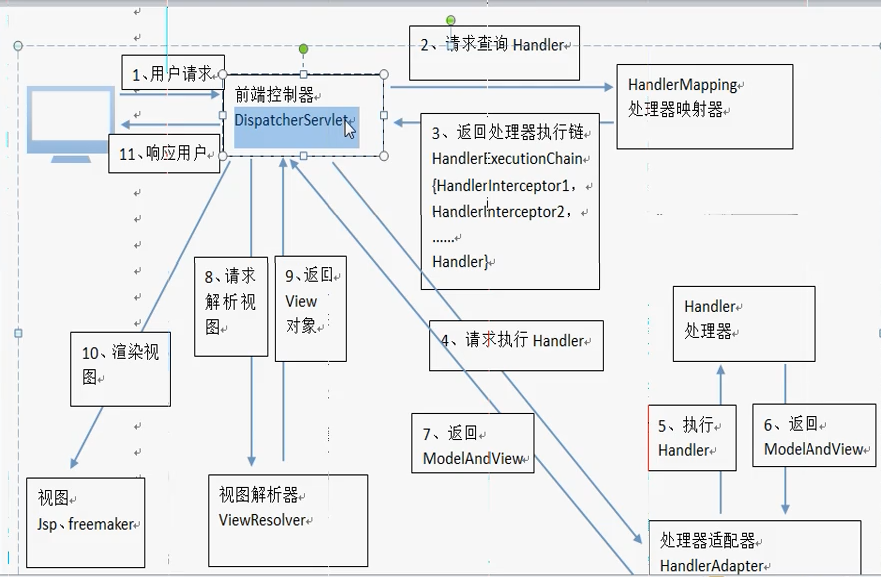 2、请求查询 Handler
1、用户请求
前端控制器
DispatcherServlet
HandlerMapping
处理器映射器
11、响应用户
3、返回处理器执行链
HandlerExecutionChain
{HandlerInterceptor1,
HandlerInterceptor2,
......
Handler}
8、请求
解析视
图
9、返回
View
对象
Handler
处理器
10、渲染视
图
4、请求执行 Handler
7、返回
ModelAndView
5、执行
Handler
6、返回
ModelAndView
视图
Jsp、freemaker
视图解析器
ViewResolver
处理器适配器
HandlerAdapter